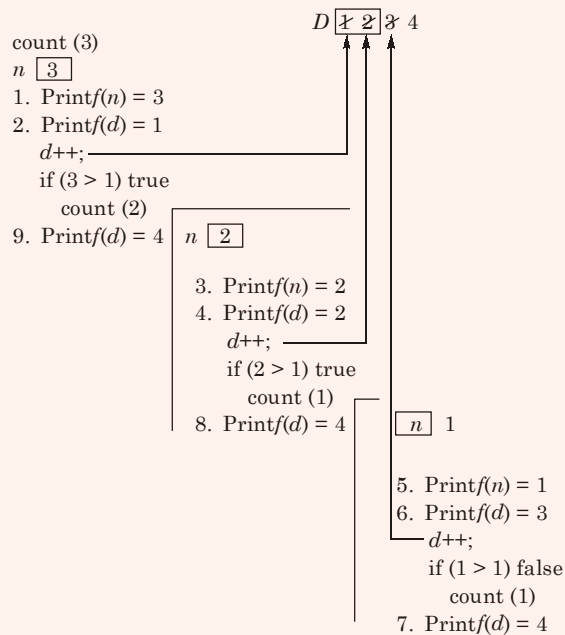 D 1 2 3 4
count (3)
n 3
1. Printf(n) = 3
2. Printf(d) = 1
d++;
if (3 > 1) true
count (2)
9. Printf(d) = 4
n 2
3. Printf(n) = 2
4. Printf(d) = 2
d++;
if (2 > 1) true
count (1)
8. Printf(d) = 4
n 1
5. Printf(n) = 1
6. Printf(d) = 3
d++;
if (1 > 1) false
count (1)
7. Printf(d) = 4